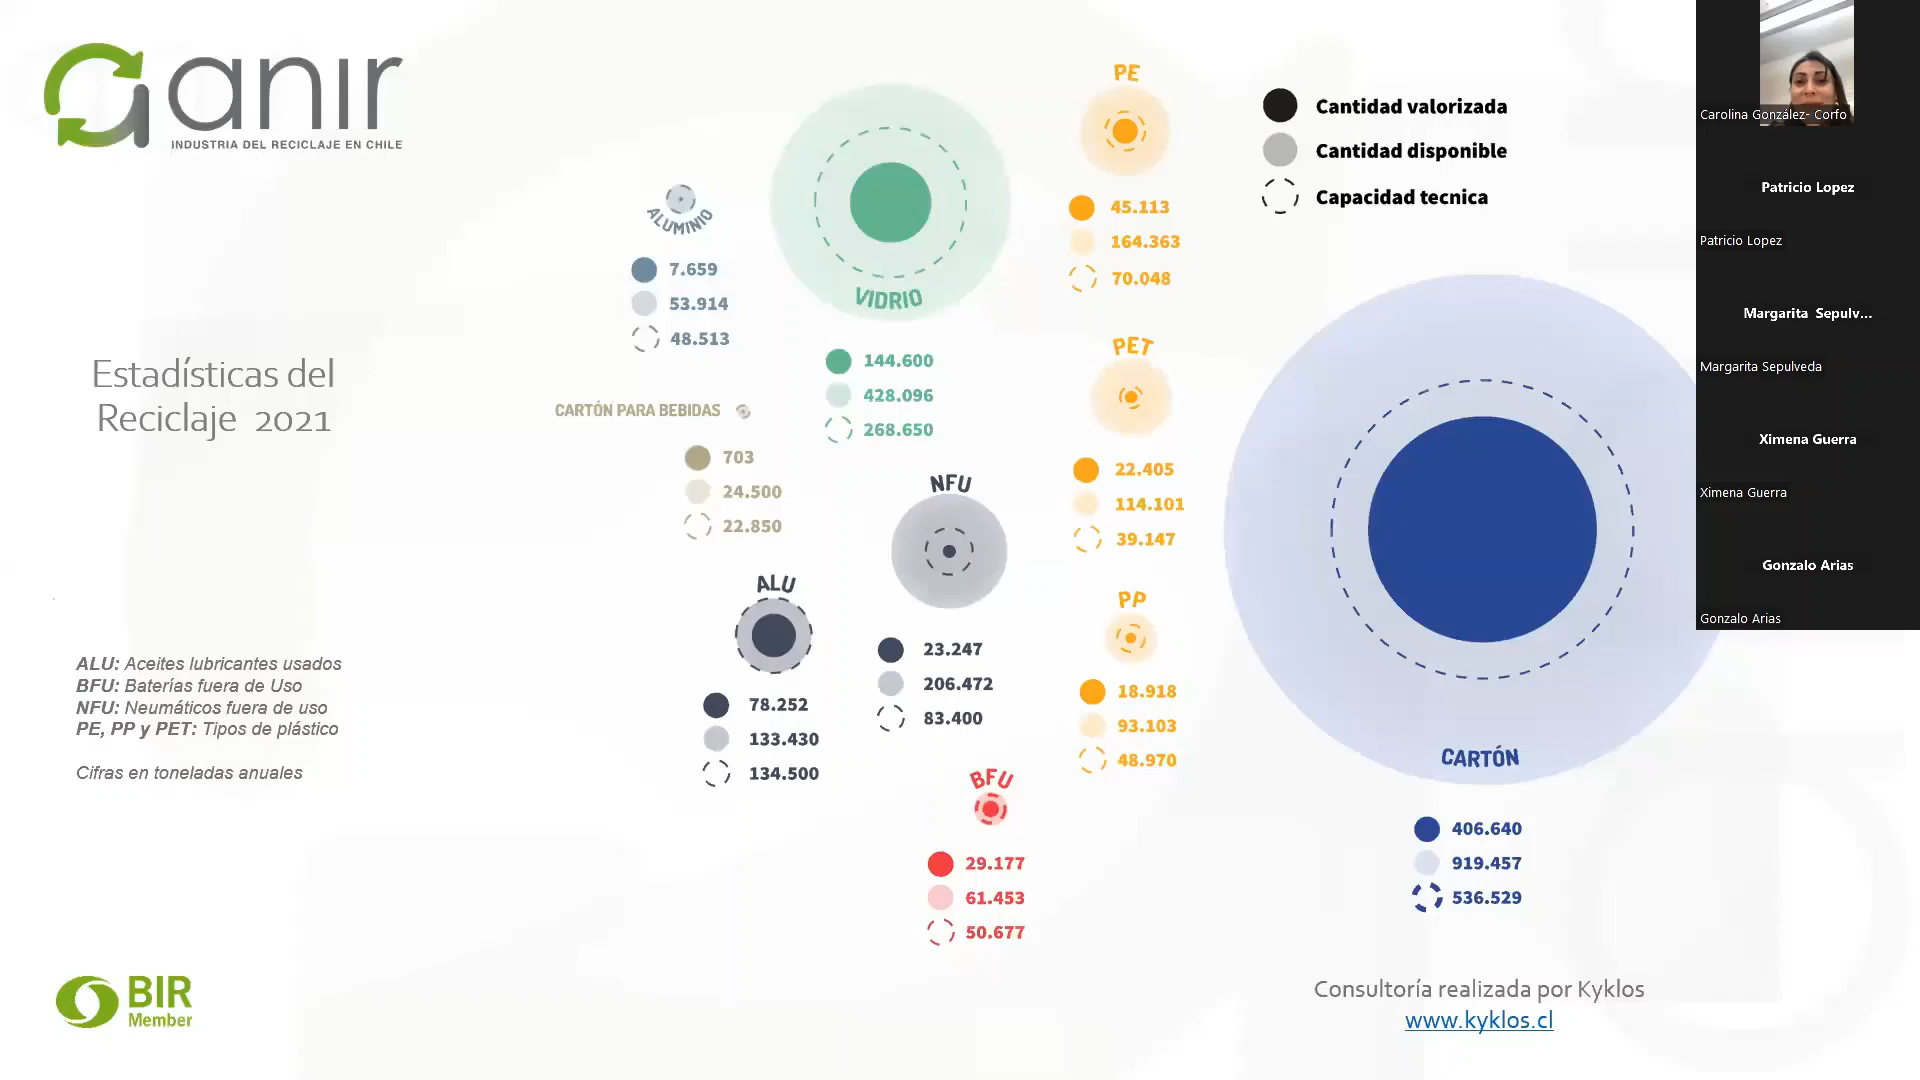 anır
INDUSTRIA DEL RECICLAJE EN CHILE
Estadísticas del
Reciclaje 2021
ALU: Aceites lubricantes usados
BFU: Baterías fuera de Uso
NFU: Neumáticos fuera de uso
PE, PP y PET: Tipos de plástico
Cifras en toneladas anuales
BIR
Member
ALUMINIO
7.659
53.914
48.513
CARTÓN PARA BEBIDAS
703
24.500
22.850
ALU
78.252
133.430
134.500
VIDRIO
144.600
428.096
268.650
NFU
23.247
206.472
83.400
BFU
29.177
61.453
50.677
PE
45.113
164.363
70.048
PET
22.405
114.101
39.147
PP
18.918
93.103
48.970
Cantidad valorizada
Cantidad disponible
Capacidad tecnica
CARTÓN
406.640
919.457
536.529
Consultoría realizada por Kyklos
www.kyklos.cl
Carolina González- Corfo
Patricio Lopez
Patricio Lopez
Margarita Sepulv...
Margarita Sepulveda
Ximena Guerra
Ximena Guerra
Gonzalo Arias
Gonzalo Arias